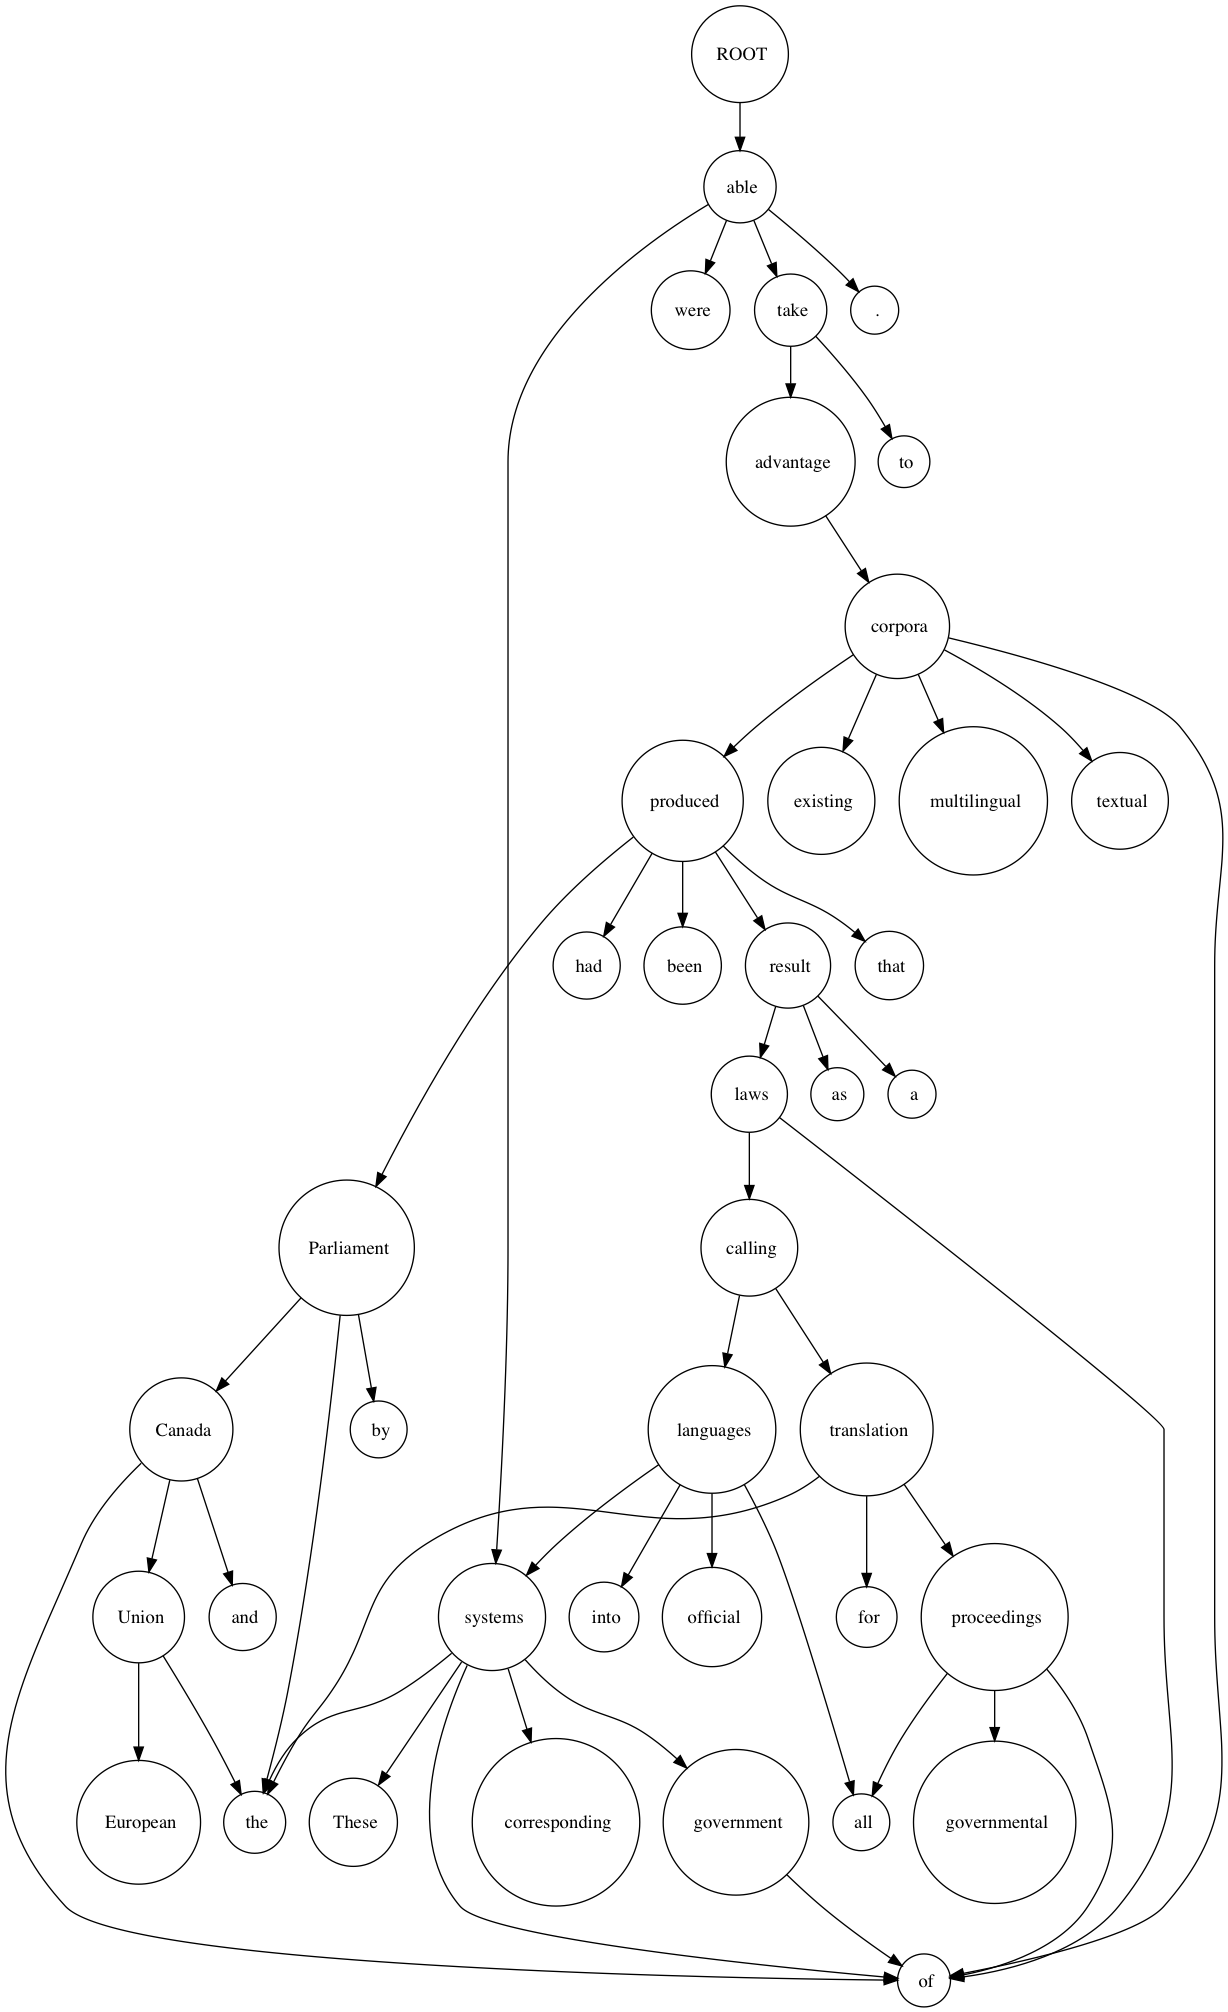 ROOT
able
were
take
.
advantage
to
corpora
produced
existing
multilingual
textual
had
been
result
that
laws
as
a
Parliament
calling
Canada
by
languages
translation
Union
and
systems
into
official
for
proceedings
European
the
These
corresponding
government
all
governmental
of